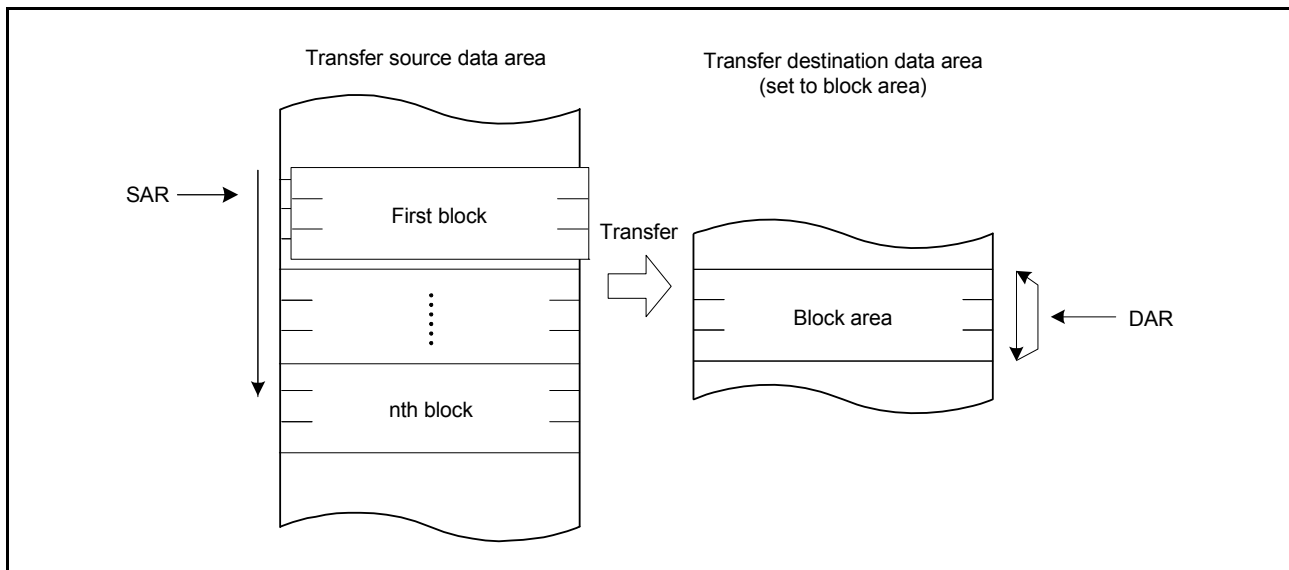 Transfer source data area
Transfer destination data area
(set to block area)
SAR
First block
Transfer
Block area
DAR
nth block